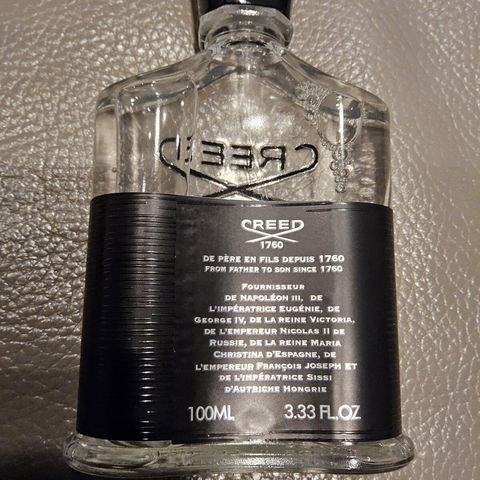 CREED
CREED
1760
DE PÈRE EN FILS DEPUIS 1760
FROM FATHER TO SON SINCE 1760
FOURNISSEUR
DE NAPOLÉON III, DE
L'IMPÉRATRICE EUGÉNIE, DE
GEORGE IV, DE LA REINE VICTORIA,
DE L'EMPEREUR NICOLAS II DE
RUSSIE, DE LA REINE MARIA
CHRISTINA D'ESPAGNE, DE
L'EMPEREUR FRANÇOIS JOSEPH ET
DE L'IMPÉRATRICE SISSI
D'AUTRICHE HONGRIE
100ML 3.33 FL.OZ